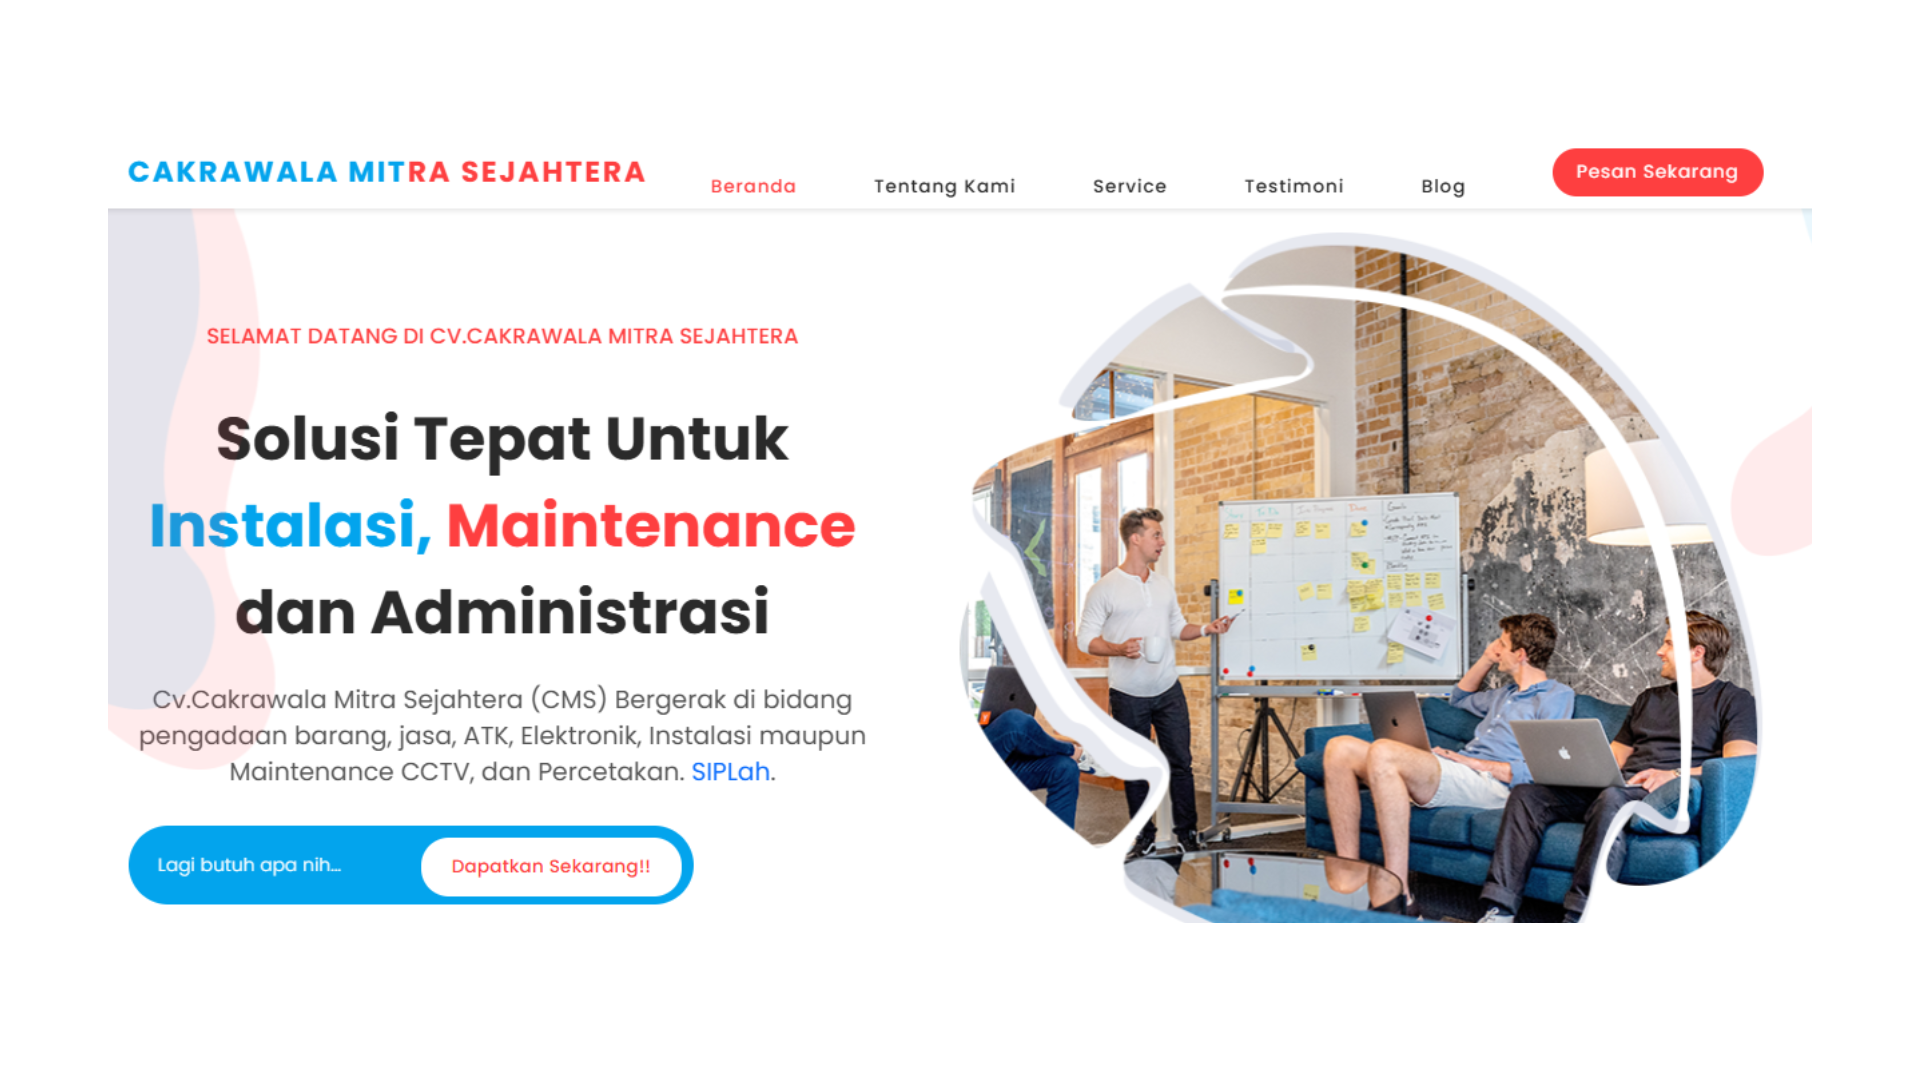 CAKRAWALA MITRA SEJAHTERA
Beranda
Tentang Kami
Service
Testimoni
Blog
Pesan Sekarang
SELAMAT DATANG DI CV.CAKRAWALA MITRA SEJAHTERA
Solusi Tepat Untuk
Instalasi, Maintenance
dan Administrasi
Cv.Cakrawala Mitra Sejahtera (CMS) Bergerak di bidang
pengadaan barang, jasa, ATK, Elektronik, Instalasi maupun
Maintenance CCTV, dan Percetakan. SIPLah.
Lagi butuh apa nih...
Dapatkan Sekarang!!